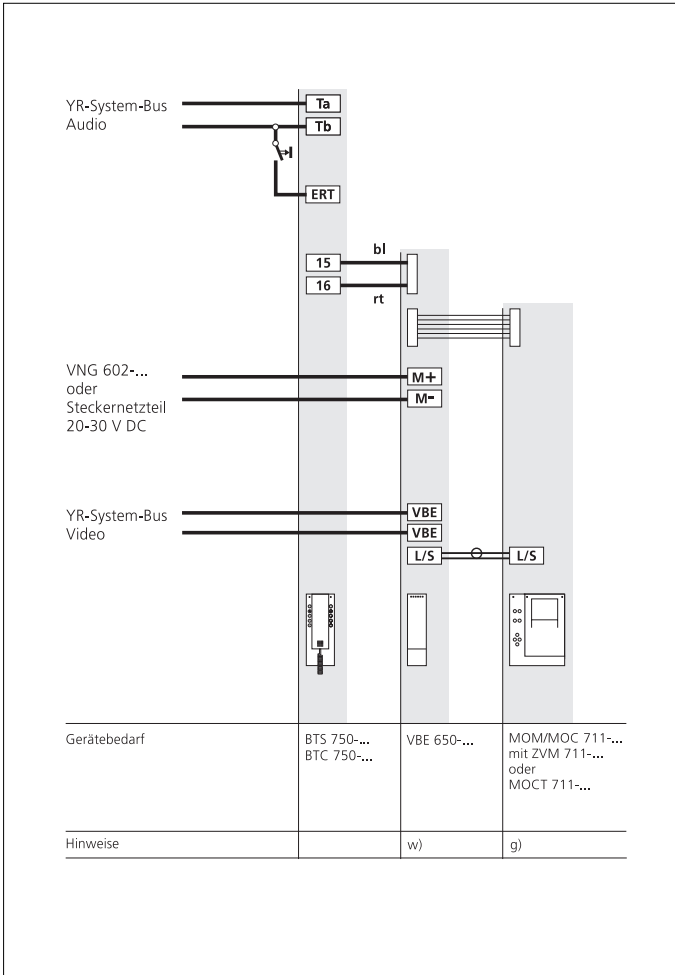 YR-System-Bus
Audio
Ta
Tb
ERT
15
bl
16
rt
VNG 602-...
oder
Steckernetzteil
20-30 V DC
M+
M-
YR-System-Bus
Video
VBE
VBE
L/S
L/S
Gerätebedarf
BTS 750-...
BTC 750-...
VBE 650-...
MOM/MOC 711-...
mit ZVM 711-...
oder
MOCT 711-...
Hinweise
w)
g)